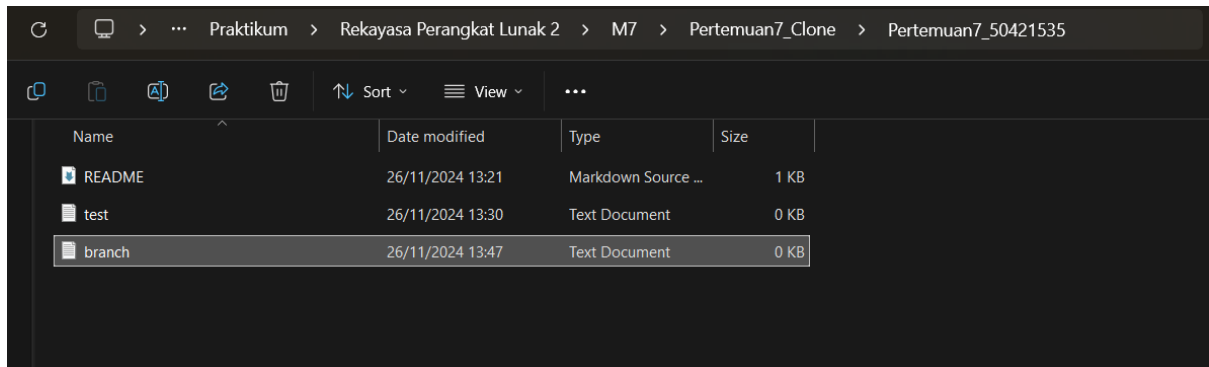 … Praktikum > Rekayasa Perangkat Lunak 2 > M7 > Pertemuan7_Clone > Pertemuan7_50421535
Sort View …
Name Date modified Type Size
README 26/11/2024 13:21 Markdown Source ... 1 KB
test 26/11/2024 13:30 Text Document 0 KB
branch 26/11/2024 13:47 Text Document 0 KB